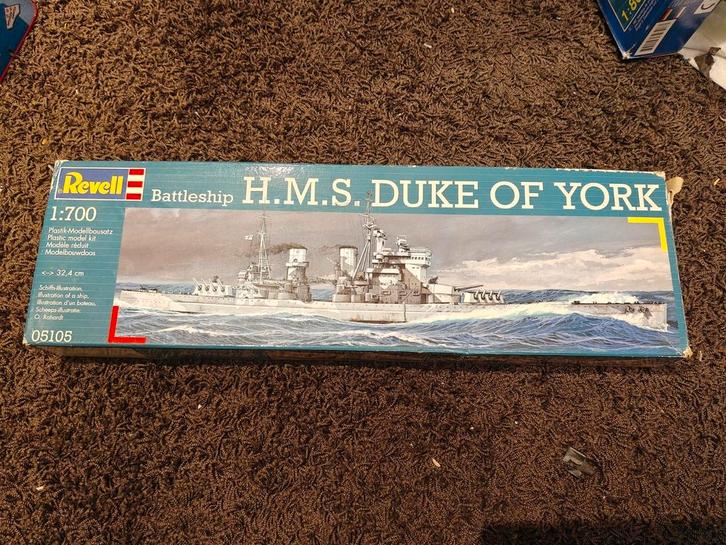 Revell
Battleship H.M.S. DUKE OF YORK
1:700
Plastik-Modellbausatz
Plastic model kit
Modèle réduit
Modelbouwdoos
<-> 32,4 cm
Schiffs-Illustration.
Illustration of a ship.
Illustration d'un bateau.
Scheeps-illustratie:
O. Rahardt
05105